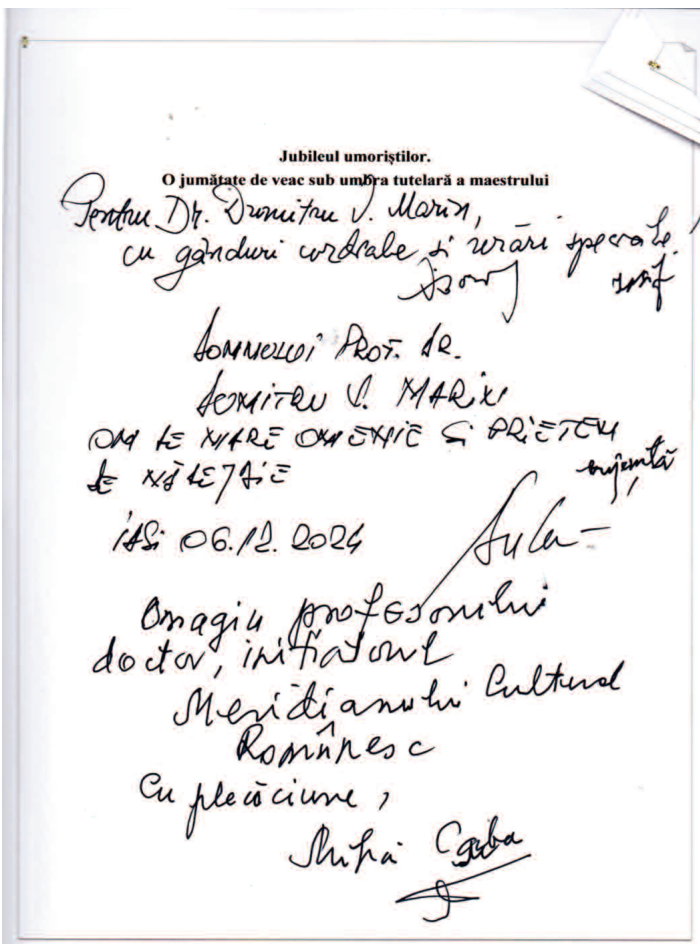 Jubileul umoriștilor.
O jumătate de veac sub umbra tutelară a maestrului
Pentru Dr. Dumitru V. Marin,
cu gânduri cordiale și urări speciale!
DOMNULUI PROF. DR.
DUMITRU V. MARIN
OM DE MARE OMENIE ȘI PRIETEN
DE NĂDEJDE
IAȘI 06.12.2024
Omagiu profesorului
doctor, inițiatorul
Meridianului Cultural
Românesc
Cu plecăciune,
Mihai